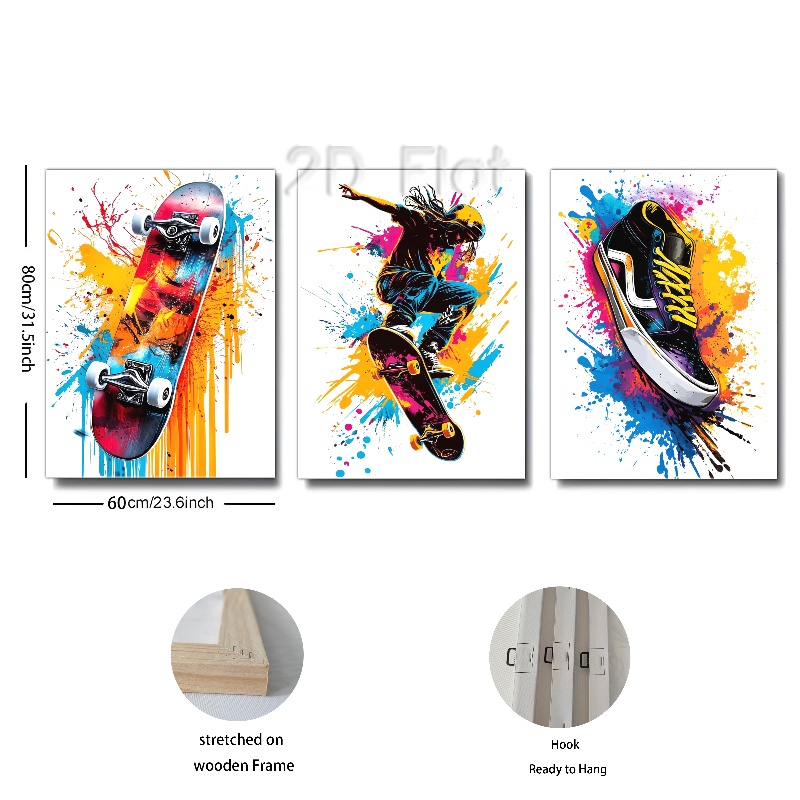 2D Flat
80cm/31.5inch
60cm/23.6inch
stretched on
wooden Frame
Hook
Ready to Hang